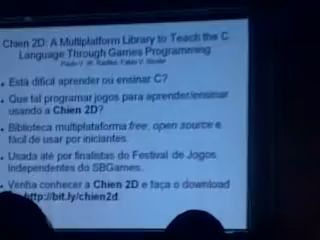 Chien 2D: A Multiplatform Library to Teach the C
Language Through Games Programming
Paulo V. W. Radtke, Fabio V.
• Está difícil aprender ou ensinar C?
• Que tal programar jogos para aprender/ensinar
usando a Chien 2D?
• Biblioteca multiplataforma free, open source e
fácil de usar por iniciantes.
• Usada até por finalistas do Festival de Jogos
Independentes do SBGames.
• Venha conhecer a Chien 2D e faça o download
http://bit.ly/chien2d